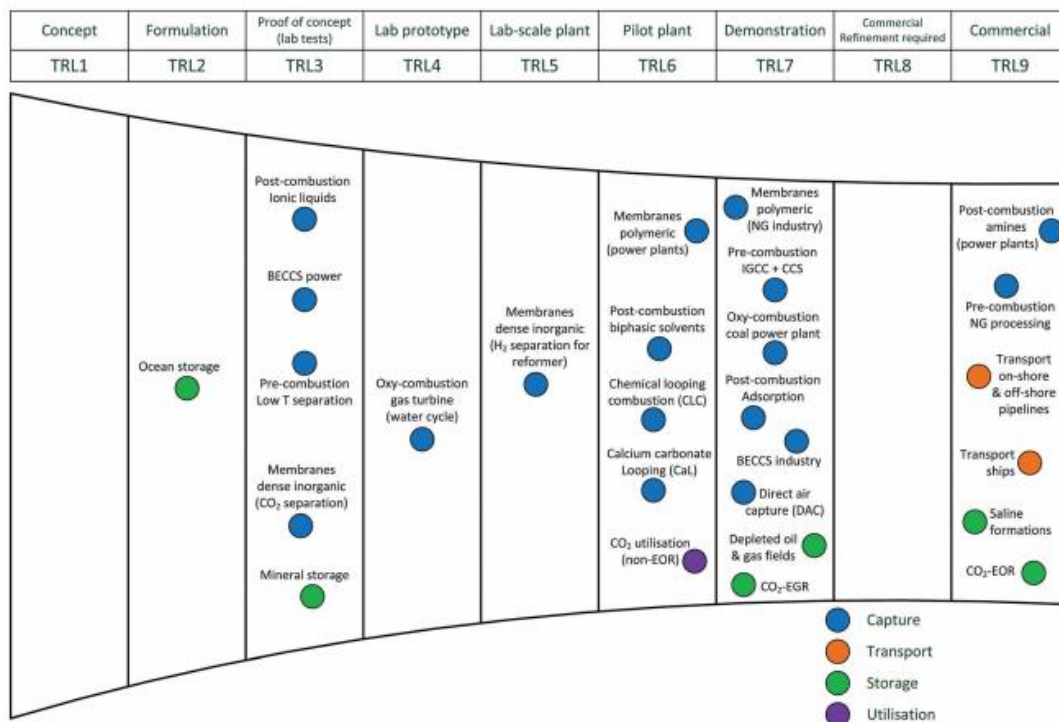 Concept
Formulation
Proof of concept
(lab tests)
Lab prototype
Lab-scale plant
Pilot plant
Demonstration
Commercial
Refinement required
Commercial
TRL1
TRL2
TRL3
TRL4
TRL5
TRL6
TRL7
TRL8
TRL9
Ocean storage
Post-combustion
Ionic liquids
BECCS power
Pre-combustion
Low T separation
Membranes
dense inorganic
(CO₂ separation)
Mineral storage
Oxy-combustion
gas turbine
(water cycle)
Membranes
dense inorganic
(H₂ separation for
reformer)
Membranes
polymeric
(power plants)
Post-combustion
biphasic solvents
Chemical looping
combustion (CLC)
Calcium carbonate
Looping (CaL)
CO₂ utilisation
(non-EOR)
Membranes
polymeric
(NG industry)
Pre-combustion
IGCC + CCS
Oxy-combustion
coal power plant
Post-combustion
Adsorption
BECCS industry
Direct air
capture (DAC)
Depleted oil
& gas fields
CO₂-EGR
Post-combustion
amines
(power plants)
Pre-combustion
NG processing
Transport
on-shore
& off-shore
pipelines
Transport
ships
Saline
formations
CO₂-EOR
Capture
Transport
Storage
Utilisation